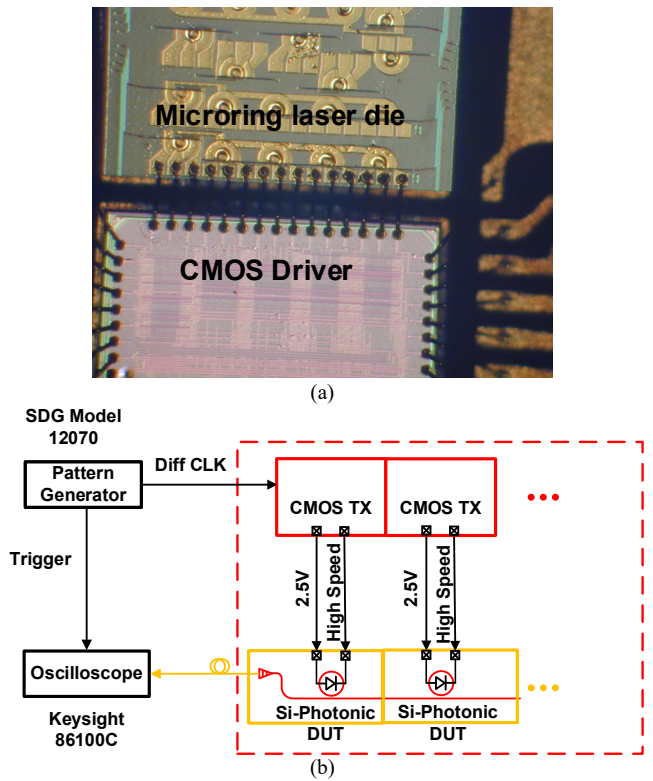 Microring laser die
CMOS Driver
(a)
SDG Model
12070
Pattern
Generator
Diff CLK
CMOS TX
CMOS TX
Trigger
2.5V
High Speed
2.5V
High Speed
Oscilloscope
Keysight
86100C
Si-Photonic
DUT
Si-Photonic
DUT
(b)